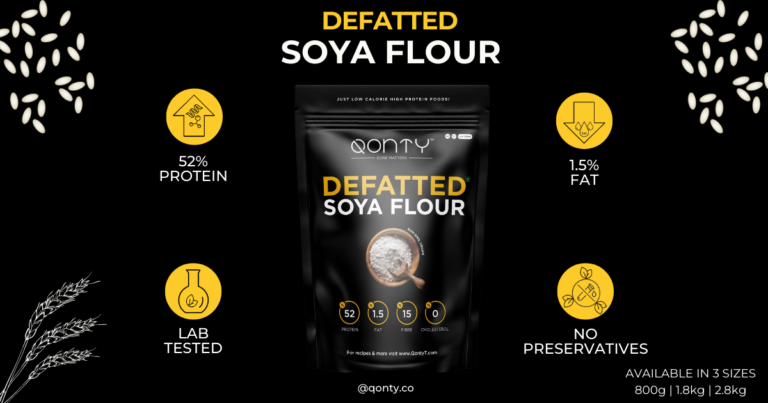 DEFATTED
SOYA FLOUR
52%
PROTEIN
1.5%
FAT
LAB
TESTED
NO
PRESERVATIVES
JUST LOW CALORIE HIGH PROTEIN FOODS!
QONTY™
DEFATTED
SOYA FLOUR
52
PROTEIN
1.5
FAT
15
FIBRE
0
CHOLESTEROL
For recipes & more visit www.QontyT.com
@qonty.co
AVAILABLE IN 3 SIZES
800g | 1.8kg | 2.8kg